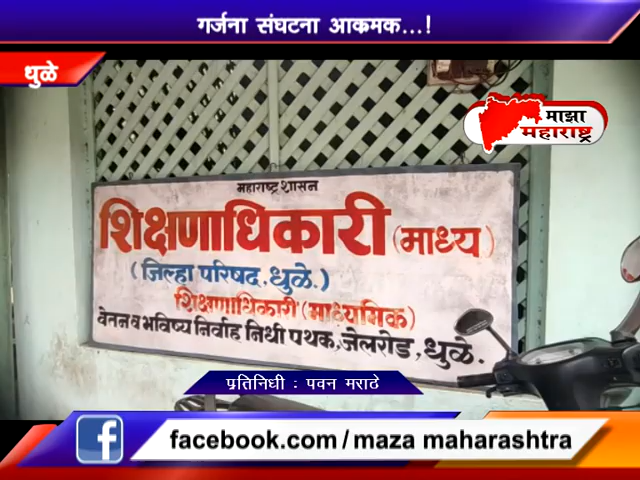 गर्जना संघटना आक्रमक...!
धुळे
माझा
महाराष्ट्र
महाराष्ट्र शासन
शिक्षणाधिकारी (माध्य)
(जिल्हा परिषद, धुळे.)
शिक्षणाधिकारी (माध्यमिक)
वेतन व भविष्य निर्वाह निधी पथक, जेलरोड, धुळे.
प्रतिनिधी : पवन मराठे
facebook.com/maza maharashtra